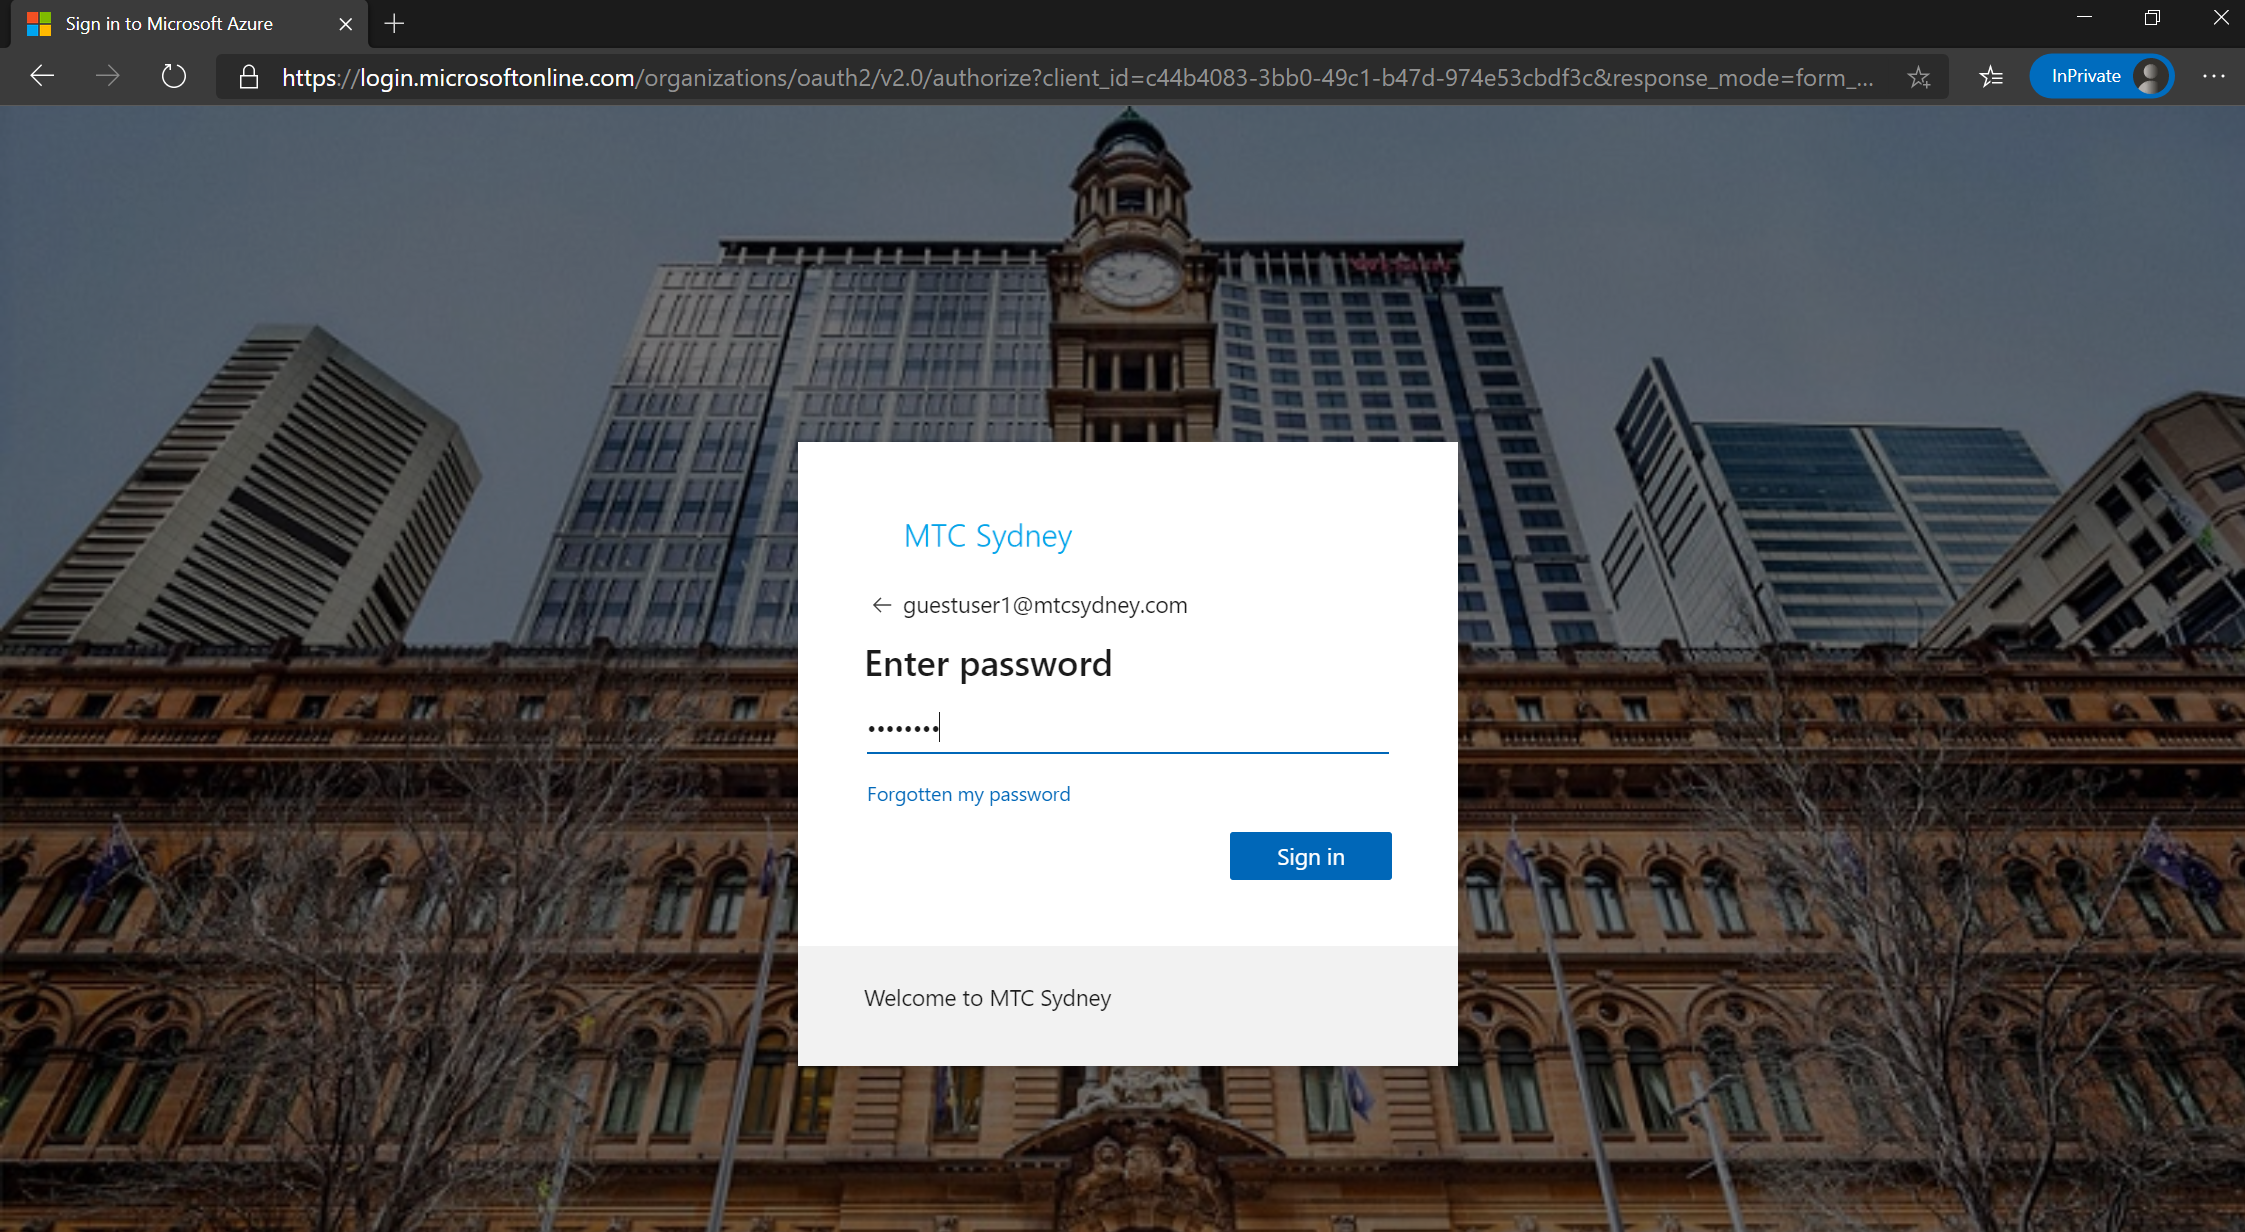 Sign in to Microsoft Azure
https://login.microsoftonline.com/organizations/oauth2/v2.0/authorize?client_id=c44b4083-3bb0-49c1-b47d-974e53cbdf3c&response_mode=form_...
InPrivate
MTC Sydney
guestuser1@mtcsydney.com
Enter password
••••••••
Forgotten my password
Sign in
Welcome to MTC Sydney